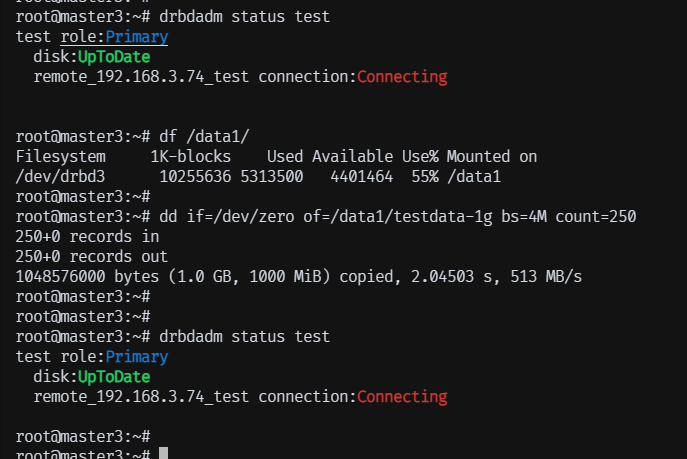 root@master3:~# drbdadm status test
test role:Primary
  disk:UpToDate
  remote_192.168.3.74_test connection:Connecting
root@master3:~# df /data1/
Filesystem     1K-blocks    Used Available Use% Mounted on
/dev/drbd3      10255636 5313500   4401464  55% /data1
root@master3:~#
root@master3:~# dd if=/dev/zero of=/data1/testdata-1g bs=4M count=250
250+0 records in
250+0 records out
1048576000 bytes (1.0 GB, 1000 MiB) copied, 2.04503 s, 513 MB/s
root@master3:~#
root@master3:~#
root@master3:~# drbdadm status test
test role:Primary
  disk:UpToDate
  remote_192.168.3.74_test connection:Connecting
root@master3:~#
root@master3:~#